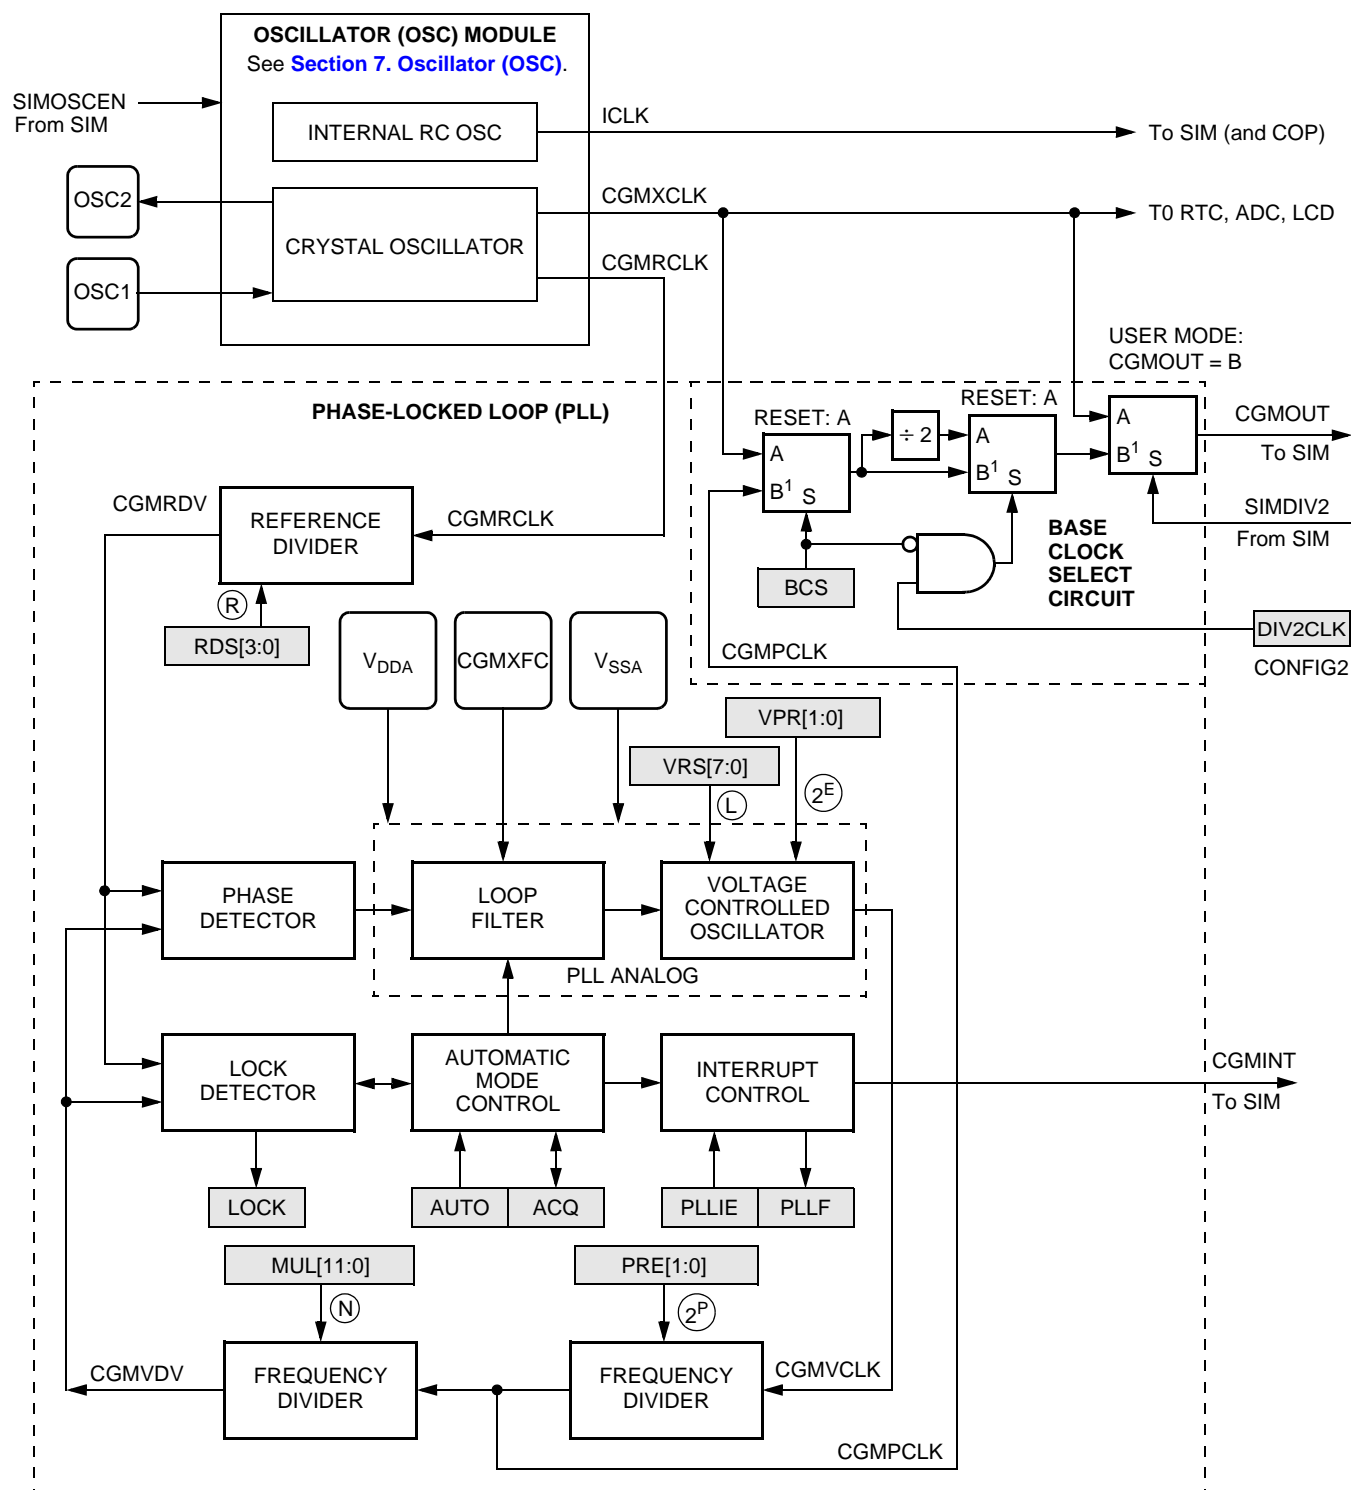 OSCILLATOR (OSC) MODULE
See Section 7. Oscillator (OSC).
SIMOSCEN
From SIM
INTERNAL RC OSC
ICLK
To SIM (and COP)
OSC2
CRYSTAL OSCILLATOR
CGMXCLK
T0 RTC, ADC, LCD
CGMRCLK
OSC1
USER MODE:
CGMOUT = B
PHASE-LOCKED LOOP (PLL)
RESET: A
RESET: A
A
B1 S
÷ 2
A
B1 S
A
B1 S
CGMOUT
To SIM
SIMDIV2
From SIM
BASE
CLOCK
SELECT
CIRCUIT
BCS
DIV2CLK
CONFIG2
CGMPCLK
CGMRDV
REFERENCE
DIVIDER
CGMRCLK
R
RDS[3:0]
VDDA
CGMXFC
VSSA
VPR[1:0]
VRS[7:0]
L
2E
PHASE
DETECTOR
LOOP
FILTER
VOLTAGE
CONTROLLED
OSCILLATOR
PLL ANALOG
LOCK
DETECTOR
AUTOMATIC
MODE
CONTROL
INTERRUPT
CONTROL
CGMINT
To SIM
LOCK
AUTO
ACQ
PLLIE
PLLF
MUL[11:0]
PRE[1:0]
N
2P
CGMVDV
FREQUENCY
DIVIDER
FREQUENCY
DIVIDER
CGMVCLK
CGMPCLK